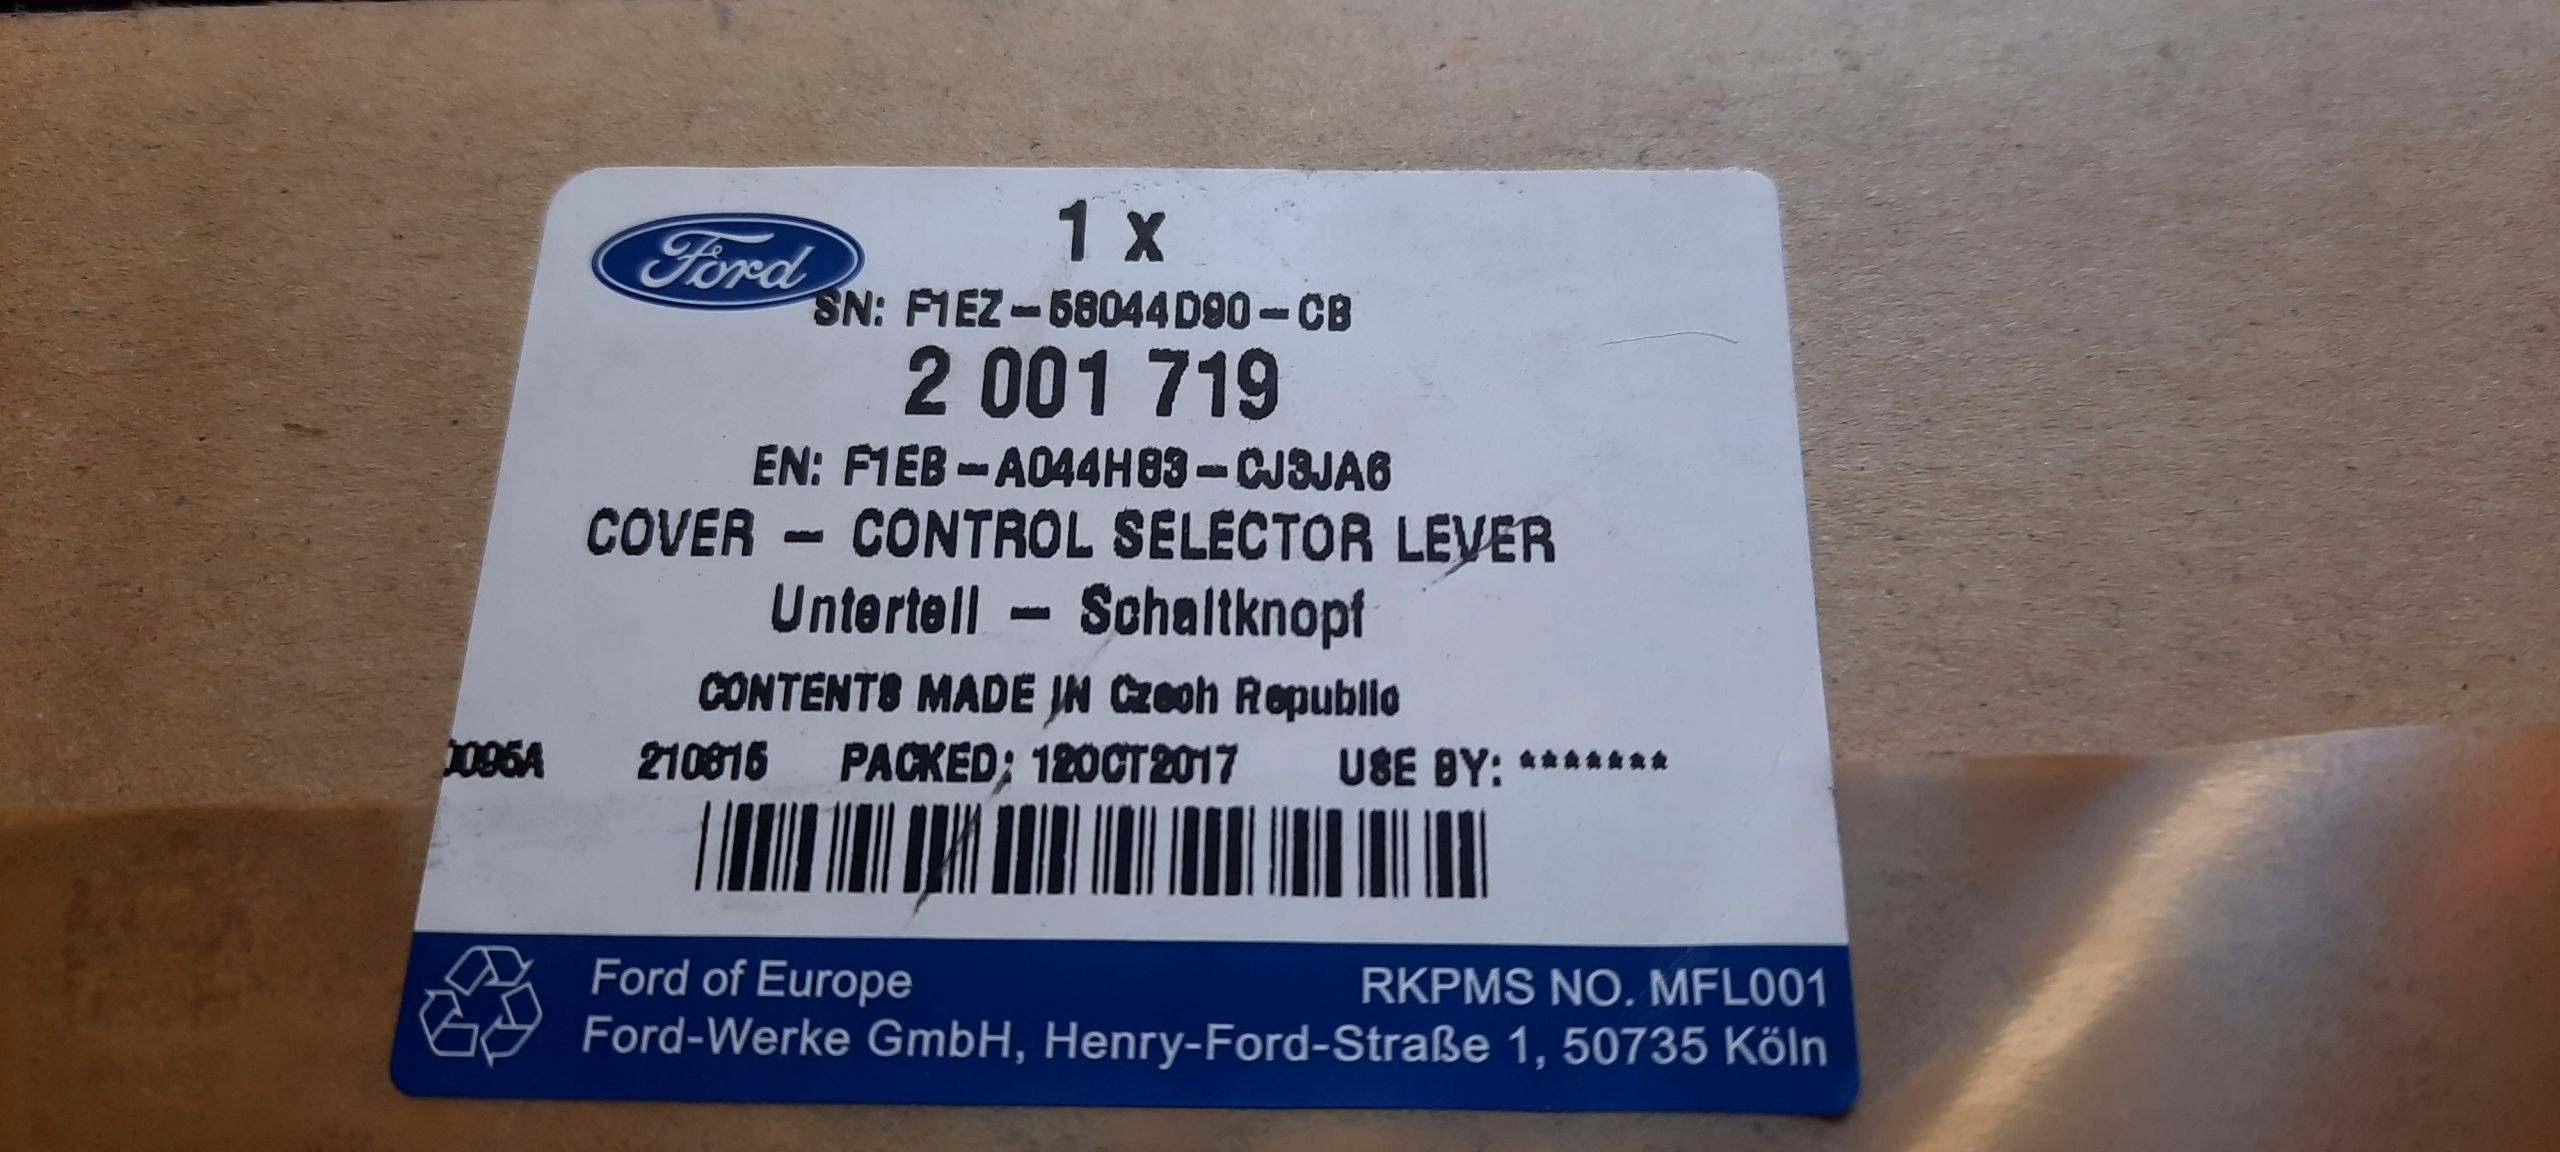 Ford
1 x
SN: F1EZ-58044D90-CB
2 001 719
EN: F1EB-A044H83-CJ3JA6
COVER - CONTROL SELECTOR LEVER
Unterteil - Schaltknopf
CONTENTS MADE IN Czech Republic
210815 PACKED: 12OCT2017 USE BY: *******
Ford of Europe RKPMS NO. MFL001
Ford-Werke GmbH, Henry-Ford-Straße 1, 50735 Köln